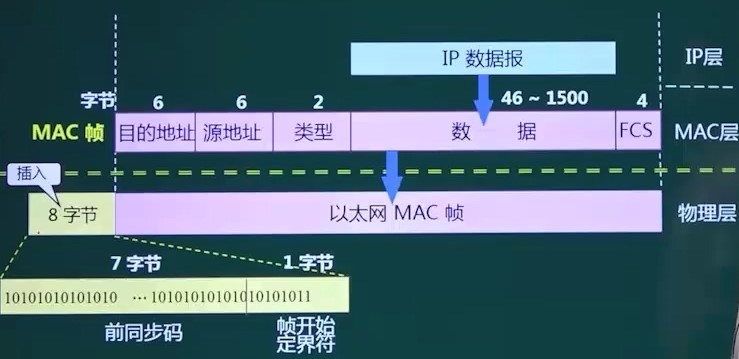 IP 数据报
IP层
字节 6 6 2 46 ~ 1500 4
MAC 帧 目的地址 源地址 类型 数 据 FCS MAC层
插入
8 字节 以太网 MAC 帧 物理层
7 字节 1 字节
10101010101010 ···10101010101010101011
前同步码 帧开始
定界符